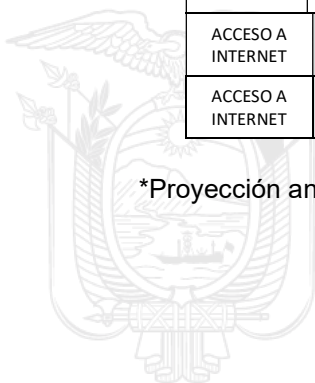 ACCESO A
INTERNET
ACCESO A
INTERNET
*Proyección an